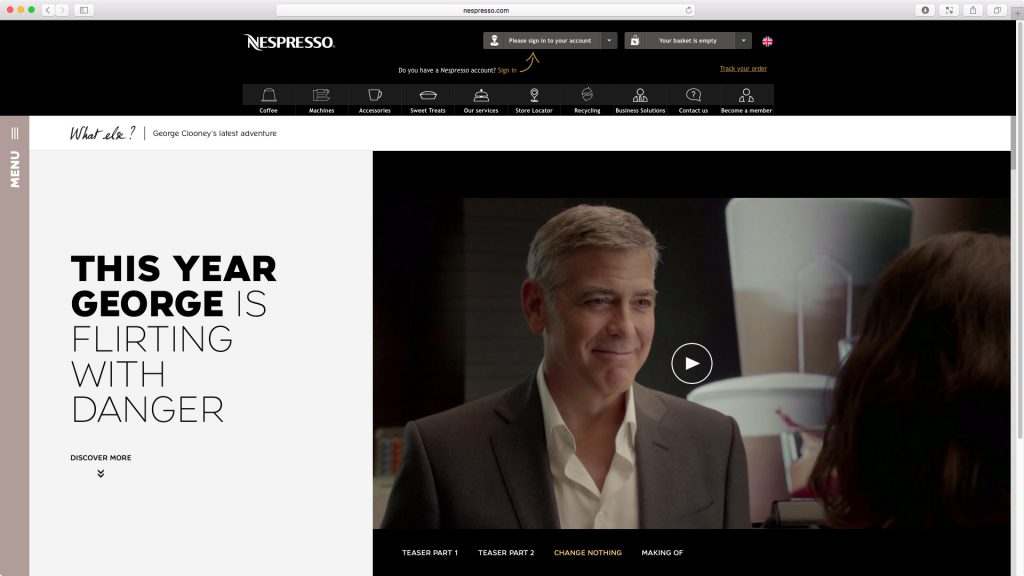 nespresso.com
NESPRESSO.
Please sign in to your account
Your basket is empty
Do you have a Nespresso account? Sign in
Track your order
Coffee
Machines
Accessories
Sweet Treats
Our services
Store Locator
Recycling
Business Solutions
Contact us
Become a member
MENU
What else?
George Clooney's latest adventure
THIS YEAR
GEORGE IS
FLIRTING
WITH
DANGER
DISCOVER MORE
TEASER PART 1
TEASER PART 2
CHANGE NOTHING
MAKING OF